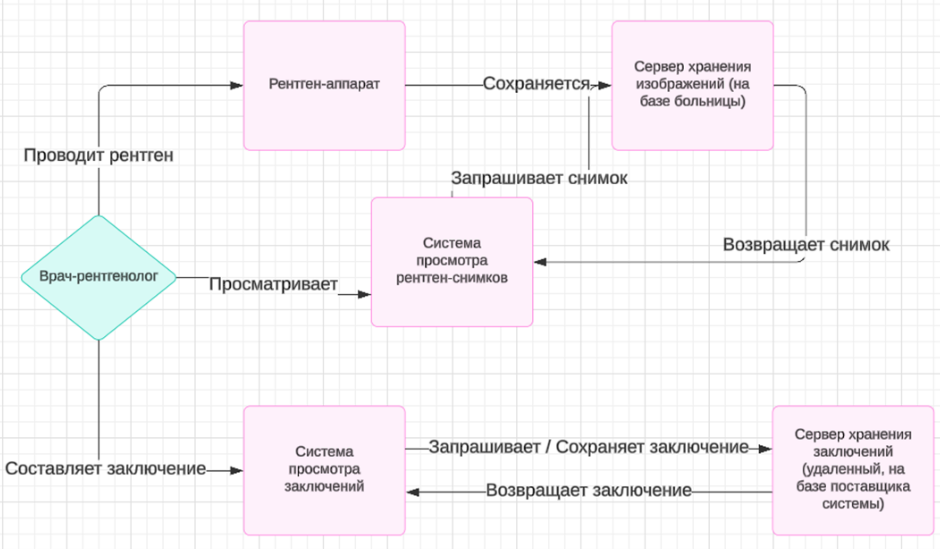 Рентген-аппарат
Сохраняется
Сервер хранения
изображений (на
базе больницы)
Проводит рентген
Запрашивает снимок
Врач-рентгенолог
Просматривает
Система
просмотра
рентген-снимков
Возвращает снимок
Составляет заключение
Система
просмотра
заключений
Запрашивает / Сохраняет заключение
Возвращает заключение
Сервер хранения
заключений
(удаленный, на
базе поставщика
системы)